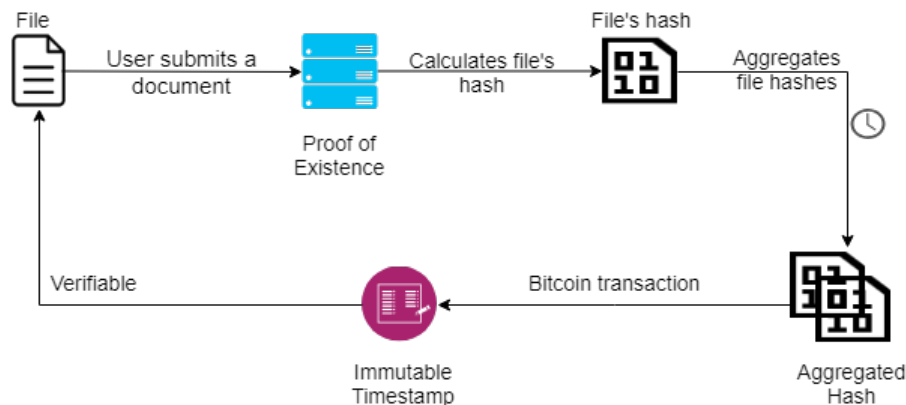 File
User submits a
document
Proof of
Existence
Calculates file's
hash
File's hash
Aggregates
file hashes
Verifiable
Immutable
Timestamp
Bitcoin transaction
Aggregated
Hash
0110